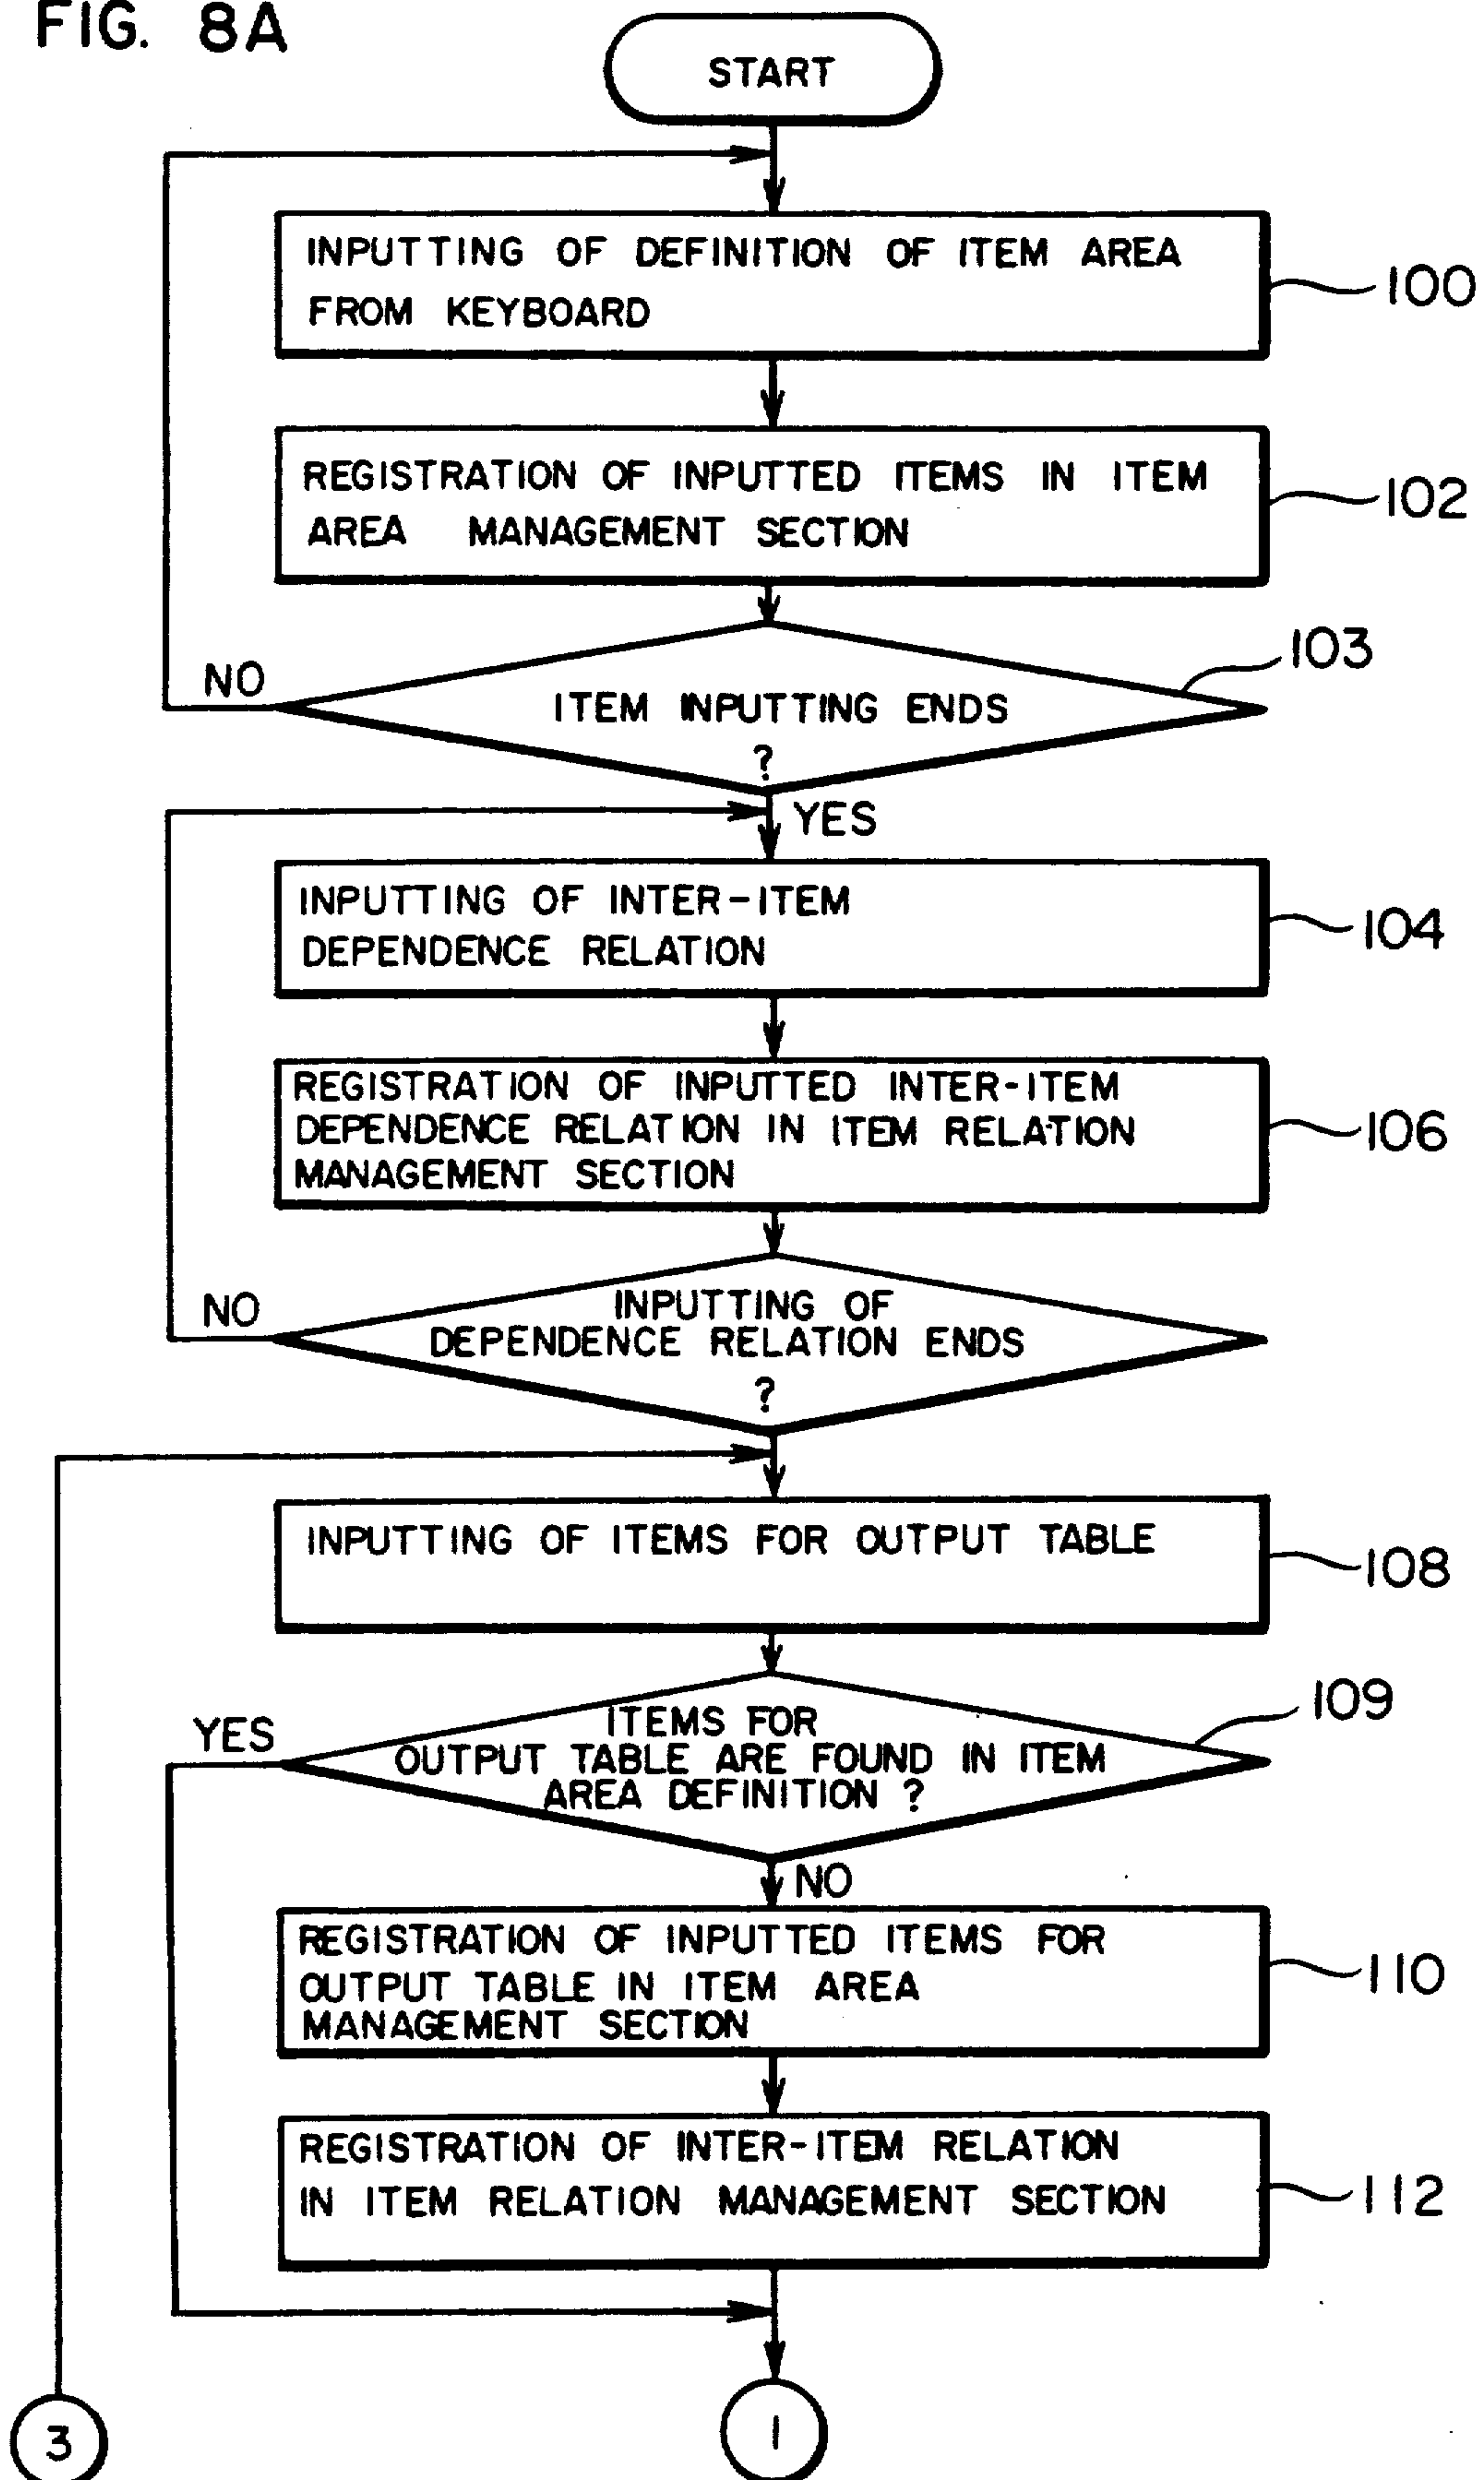 FIG. 8A
START
INPUTTING OF DEFINITION OF ITEM AREA
FROM KEYBOARD
100
REGISTRATION OF INPUTTED ITEMS IN ITEM
AREA MANAGEMENT SECTION
102
103
NO
ITEM INPUTTING ENDS
?
YES
INPUTTING OF INTER-ITEM
DEPENDENCE RELATION
104
REGISTRATION OF INPUTTED INTER-ITEM
DEPENDENCE RELATION IN ITEM RELATION
MANAGEMENT SECTION
106
NO
INPUTTING OF
DEPENDENCE RELATION ENDS
?
INPUTTING OF ITEMS FOR OUTPUT TABLE
108
109
YES
ITEMS FOR
OUTPUT TABLE ARE FOUND IN ITEM
AREA DEFINITION ?
NO
REGISTRATION OF INPUTTED ITEMS FOR
OUTPUT TABLE IN ITEM AREA
MANAGEMENT SECTION
110
REGISTRATION OF INTER-ITEM RELATION
IN ITEM RELATION MANAGEMENT SECTION
112
3
1